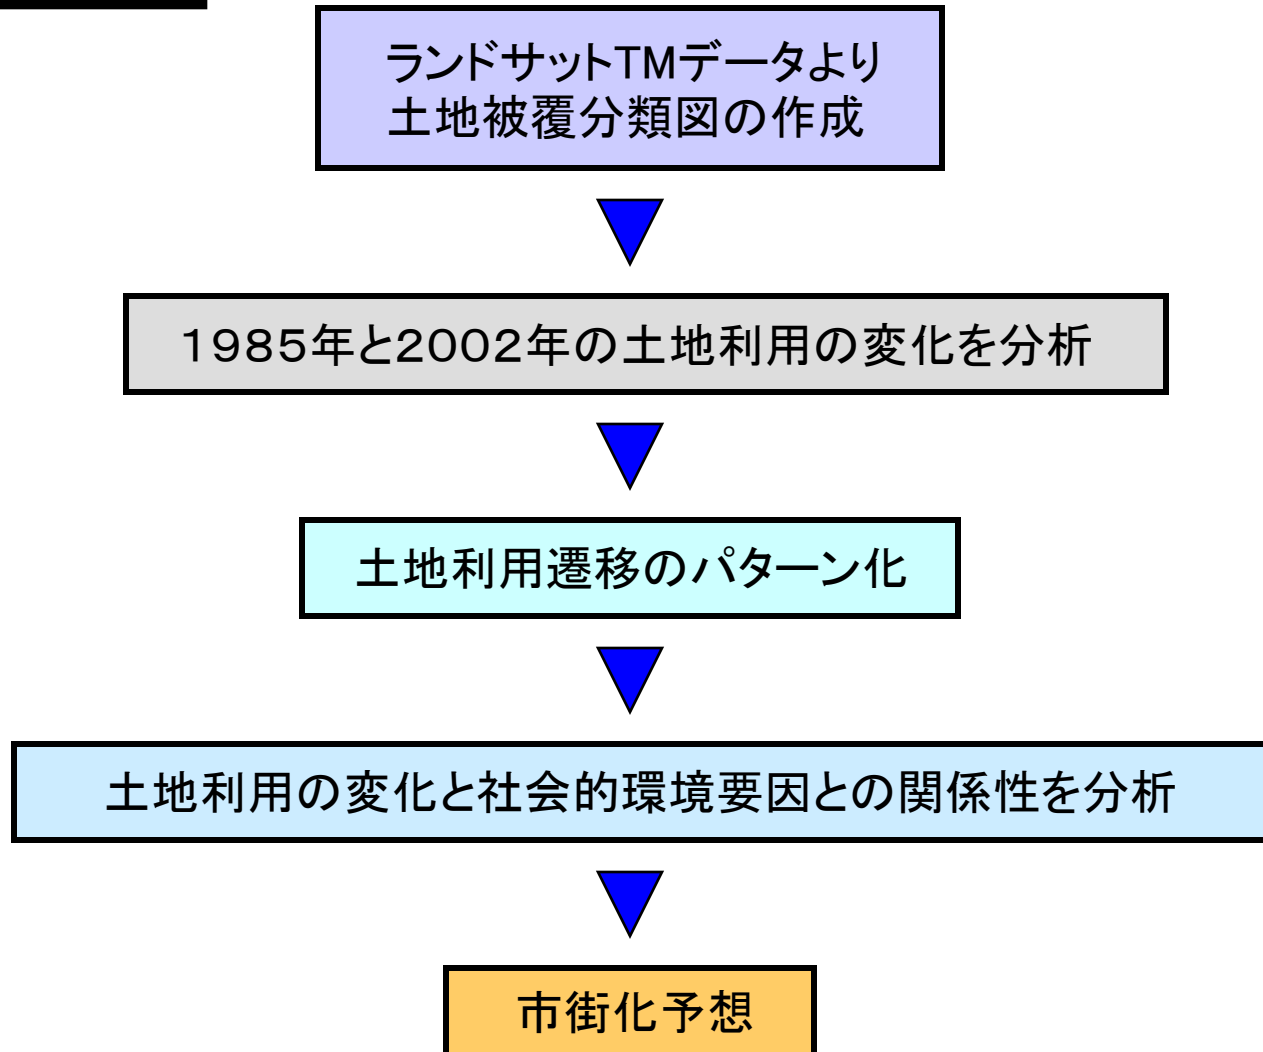 ランドサットTMデータより
土地被覆分類図の作成
１９８５年と２００２年の土地利用の変化を分析
土地利用遷移のパターン化
土地利用の変化と社会的環境要因との関係性を分析
市街化予想